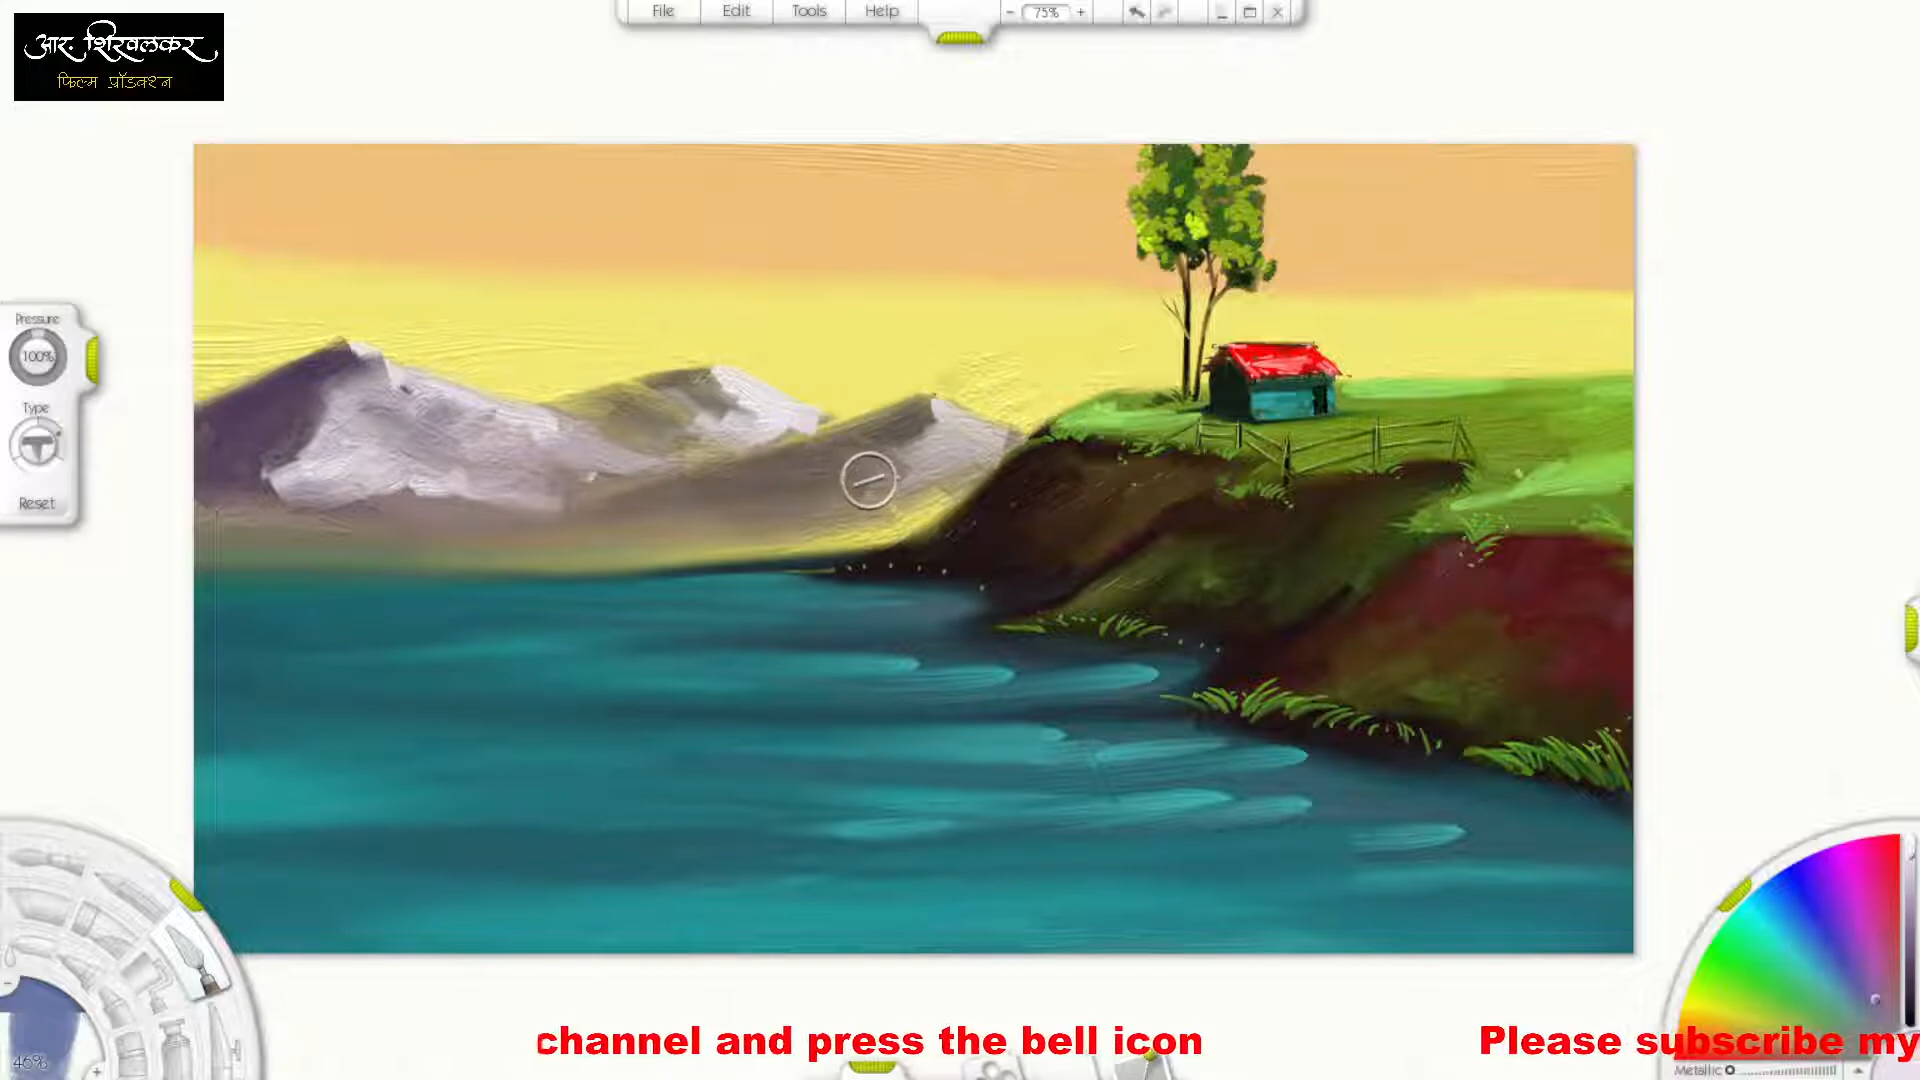 File Edit Tools Help 75%
आर. शिरवलकर
फिल्म प्रॉडक्शन
Pressure
100%
Type
Reset
46%
channel and press the bell icon Please subscribe my
Metallic